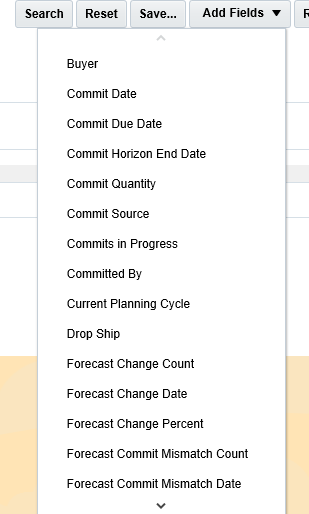 Search Reset Save... Add Fields R
Buyer
Commit Date
Commit Due Date
Commit Horizon End Date
Commit Quantity
Commit Source
Commits in Progress
Committed By
Current Planning Cycle
Drop Ship
Forecast Change Count
Forecast Change Date
Forecast Change Percent
Forecast Commit Mismatch Count
Forecast Commit Mismatch Date